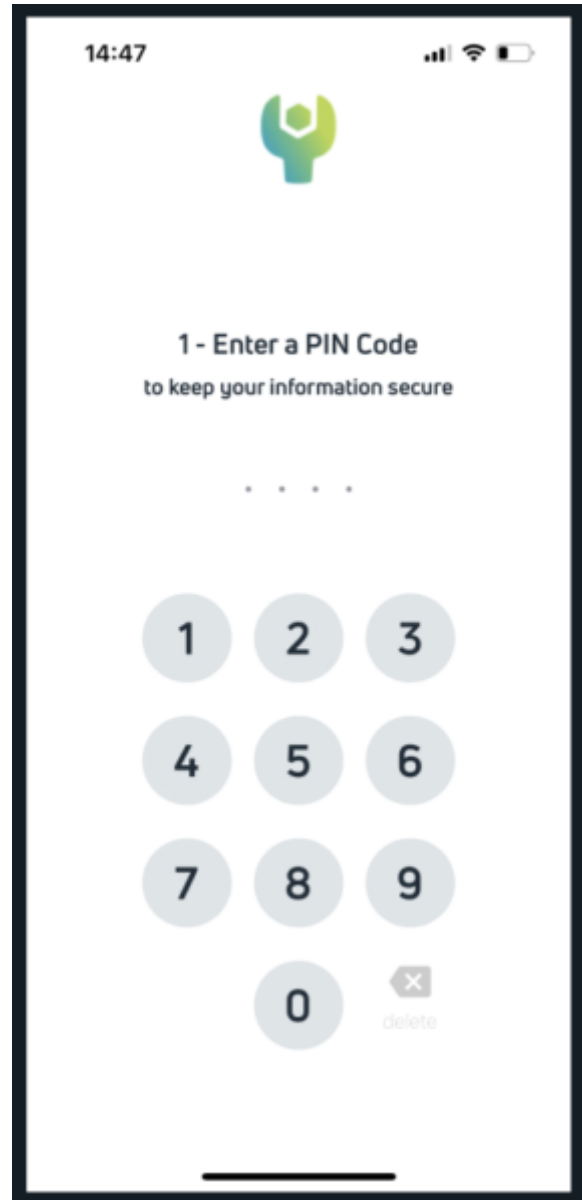 14:47
1 - Enter a PIN Code
to keep your information secure
1 2 3
4 5 6
7 8 9
0
delete